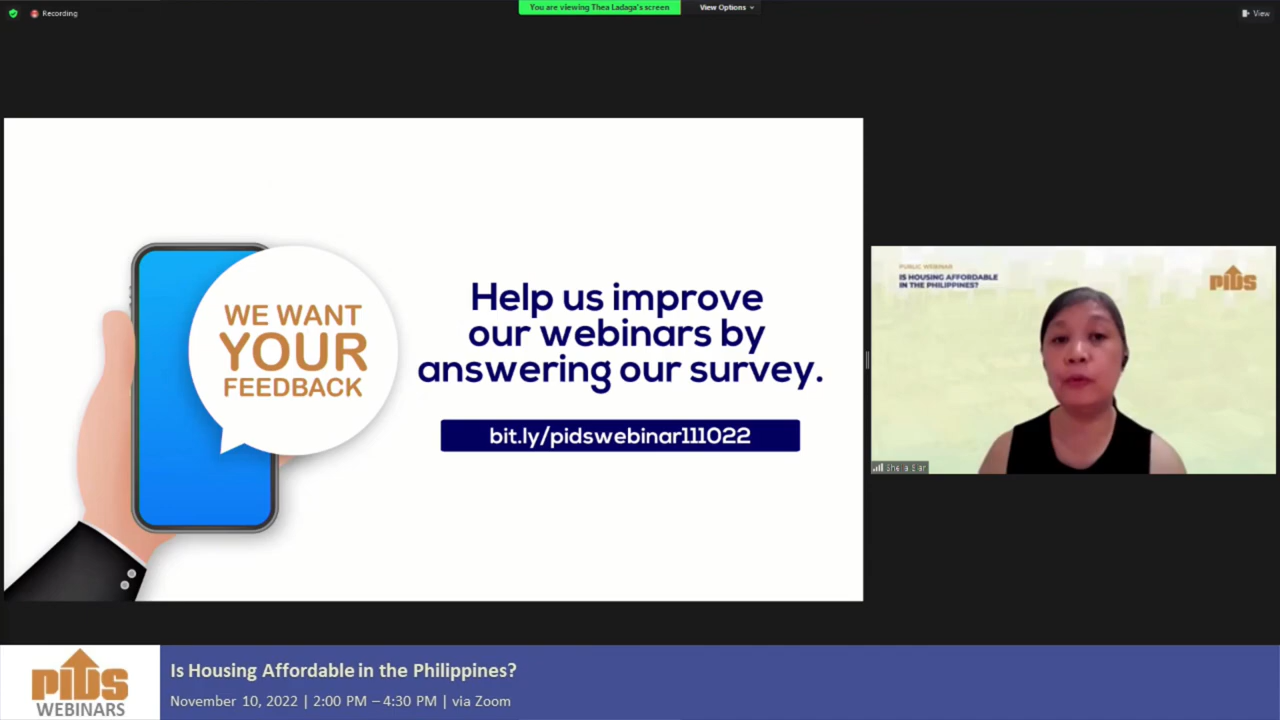 Recording
You are viewing Thea Ladaga's screen
View Options
View
WE WANT
YOUR
FEEDBACK
Help us improve
our webinars by
answering our survey.
bit.ly/pidswebinar111022
PUBLIC WEBINAR
IS HOUSING AFFORDABLE
IN THE PHILIPPINES?
PIDS
Sheila Siar
PIDS
WEBINARS
Is Housing Affordable in the Philippines?
November 10, 2022 | 2:00 PM – 4:30 PM | via Zoom